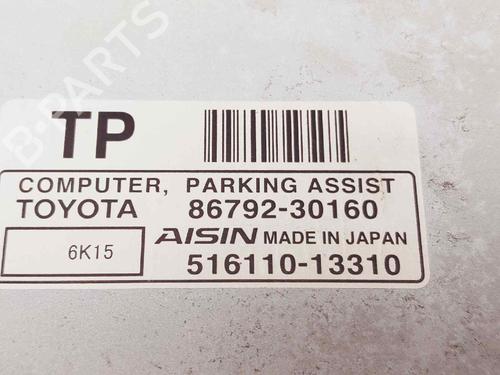 TP
COMPUTER, PARKING ASSIST
TOYOTA 86792-30160
6K15 AISIN MADE IN JAPAN
516110-13310
B-PARTS